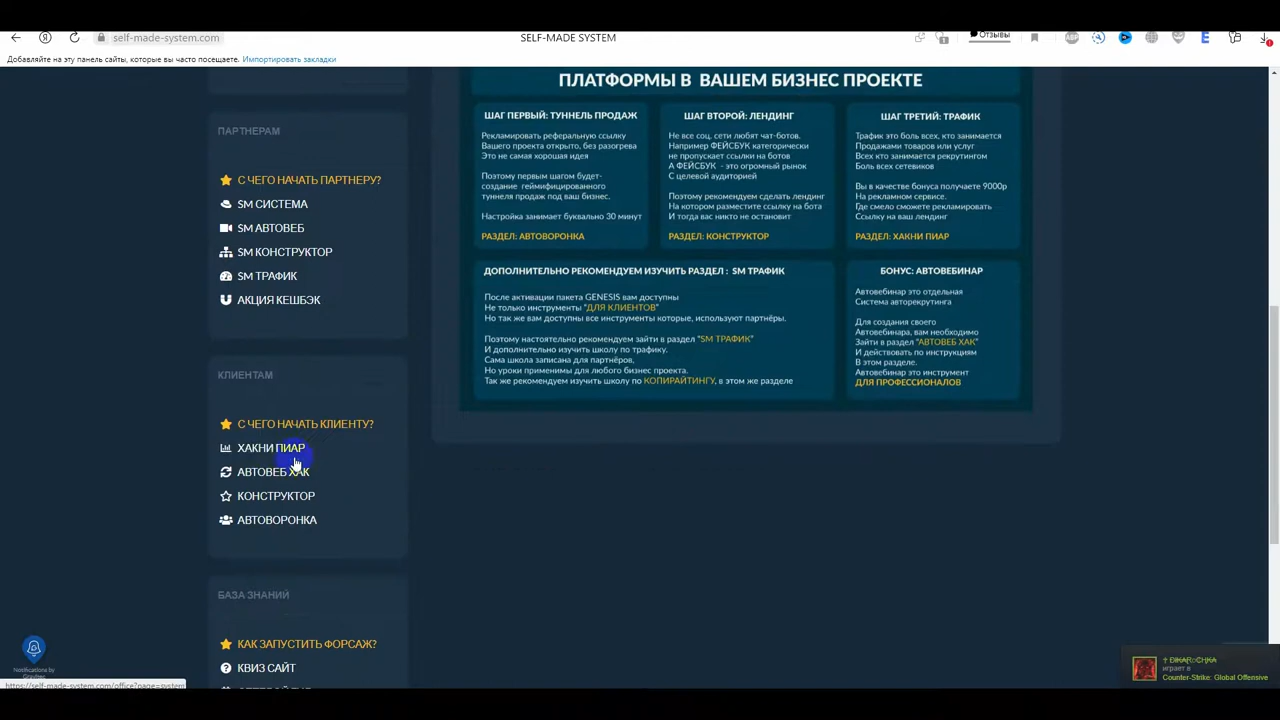 self-made-system.com
SELF-MADE SYSTEM
Отзывы
Добавляйте на эту панель сайты, которые вы часто посещаете. Импортировать закладки
ПАРТНЕРАМ
С ЧЕГО НАЧАТЬ ПАРТНЕРУ?
SM СИСТЕМА
SM АВТОВЕБ
SM КОНСТРУКТОР
SM ТРАФИК
АКЦИЯ КЕШБЭК
КЛИЕНТАМ
С ЧЕГО НАЧАТЬ КЛИЕНТУ?
ХАКНИ ПИАР
АВТОВЕБ ХАК
КОНСТРУКТОР
АВТОВОРОНКА
БАЗА ЗНАНИЙ
КАК ЗАПУСТИТЬ ФОРСАЖ?
КВИЗ САЙТ
ПЛАТФОРМЫ В ВАШЕМ БИЗНЕС ПРОЕКТЕ
ШАГ ПЕРВЫЙ: ТУННЕЛЬ ПРОДАЖ
Рекламировать реферальную ссылку
Вашего проекта открыто, без разогрева
Это не самая хорошая идея
Поэтому первым шагом будет-
создание геймифицированного
туннеля продаж под ваш бизнес.
Настройка занимает буквально 30 минут
РАЗДЕЛ: АВТОВОРОНКА
ШАГ ВТОРОЙ: ЛЕНДИНГ
Не все соц. сети любят чат-ботов.
Например ФЕЙСБУК категорически
не пропускает ссылки на ботов
А ФЕЙСБУК - это огромный рынок
С целевой аудиторией
Поэтому рекомендуем сделать лендинг
На котором разместите ссылку на бота
И тогда вас никто не остановит
РАЗДЕЛ: КОНСТРУКТОР
ШАГ ТРЕТИЙ: ТРАФИК
Трафик это боль всех, кто занимается
Продажами товаров или услуг
Всех кто занимается рекрутингом
Боль всех сетевиков
Вы в качестве бонуса получаете 9000р
На рекламном сервисе.
Где смело сможете рекламировать
Ссылку на ваш лендинг
РАЗДЕЛ: ХАКНИ ПИАР
ДОПОЛНИТЕЛЬНО РЕКОМЕНДУЕМ ИЗУЧИТЬ РАЗДЕЛ : SM ТРАФИК
После активации пакета GENESIS вам доступны
Не только инструменты "ДЛЯ КЛИЕНТОВ"
Но так же вам доступны все инструменты которые, используют партнёры.
Поэтому настоятельно рекомендуем зайти в раздел "SM ТРАФИК"
И дополнительно изучить школу по трафику.
Сама школа записана для партнёров,
Но уроки применимы для любого бизнес проекта.
Так же рекомендуем изучить школу по КОПИРАЙТИНГУ, в этом же разделе
БОНУС: АВТОВЕБИНАР
Автовебинар это отдельная
Система авторекрутинга
Для создания своего
Автовебинара, вам необходимо
Зайти в раздел "АВТОВЕБ ХАК"
И действовать по инструкциям
В этом разделе.
Автовебинар это инструмент
ДЛЯ ПРОФЕССИОНАЛОВ
Notifications by
https://self-made-system.com/office?page=system
играет в
Counter-Strike: Global Offensive